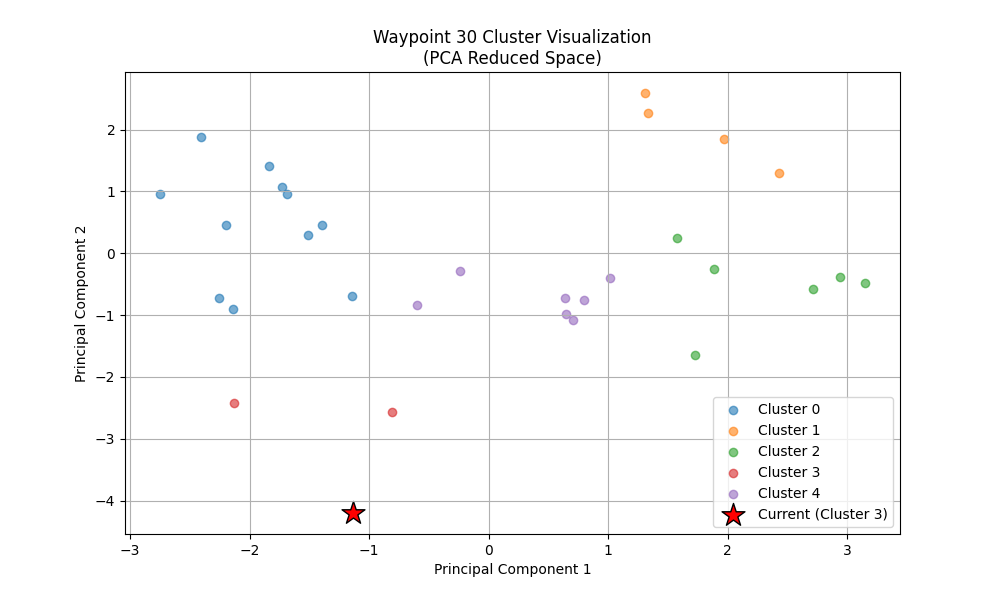 Waypoint 30 Cluster Visualization
(PCA Reduced Space)
Principal Component 2
2
1
0
−1
−2
−3
−4
−3
−2
−1
0
1
2
3
Principal Component 1
Cluster 0
Cluster 1
Cluster 2
Cluster 3
Cluster 4
Current (Cluster 3)